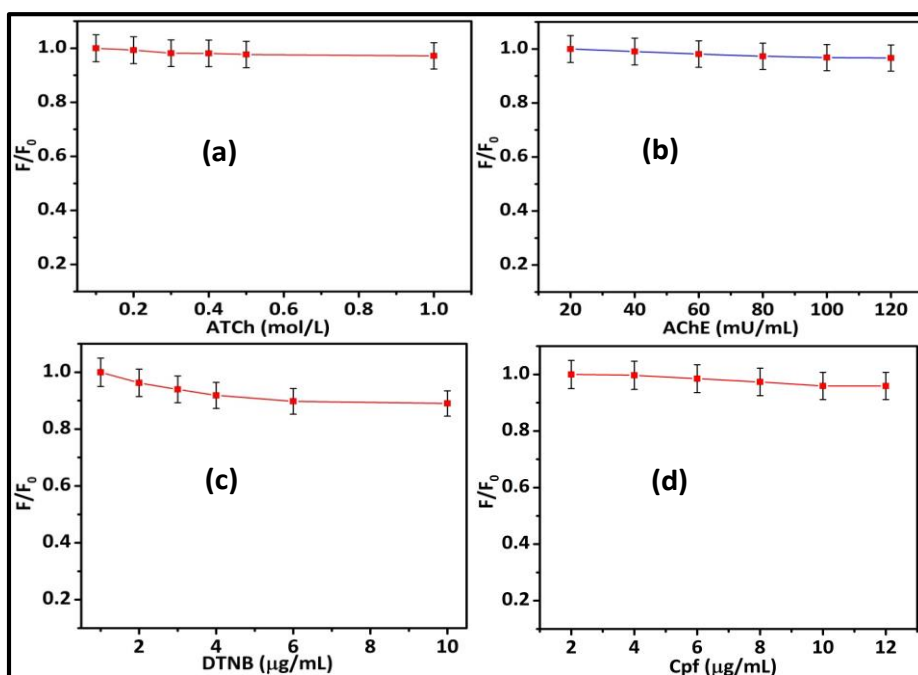 1.0
0.8
0.6
0.4
0.2
F/F₀
(a)
0.2 0.4 0.6 0.8 1.0
ATCh (mol/L)
1.0
0.8
0.6
0.4
0.2
F/F₀
(b)
20 40 60 80 100 120
AChE (mU/mL)
1.0
0.8
0.6
0.4
0.2
F/F₀
(c)
2 4 6 8 10
DTNB (μg/mL)
1.0
0.8
0.6
0.4
0.2
F/F₀
(d)
2 4 6 8 10 12
Cpf (μg/mL)